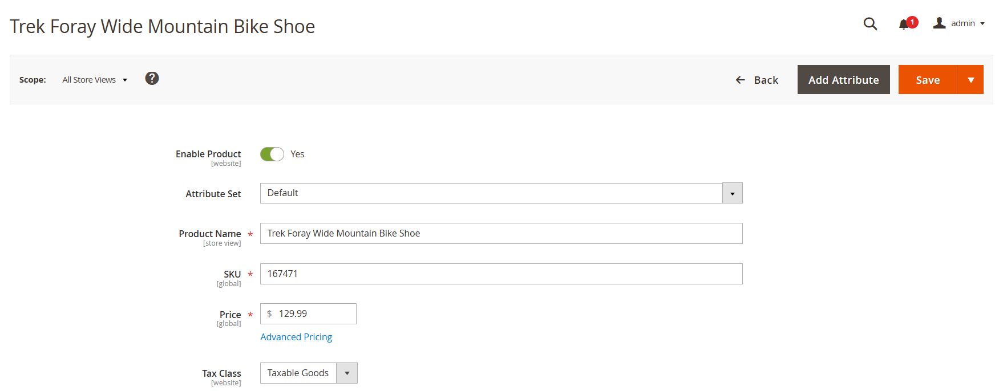 Trek Foray Wide Mountain Bike Shoe
1
admin
Scope: All Store Views ?
← Back Add Attribute Save
Enable Product Yes
[website]
Attribute Set Default
Product Name * Trek Foray Wide Mountain Bike Shoe
[store view]
SKU * 167471
[global]
Price * $ 129.99
[global]
Advanced Pricing
Tax Class Taxable Goods
[website]